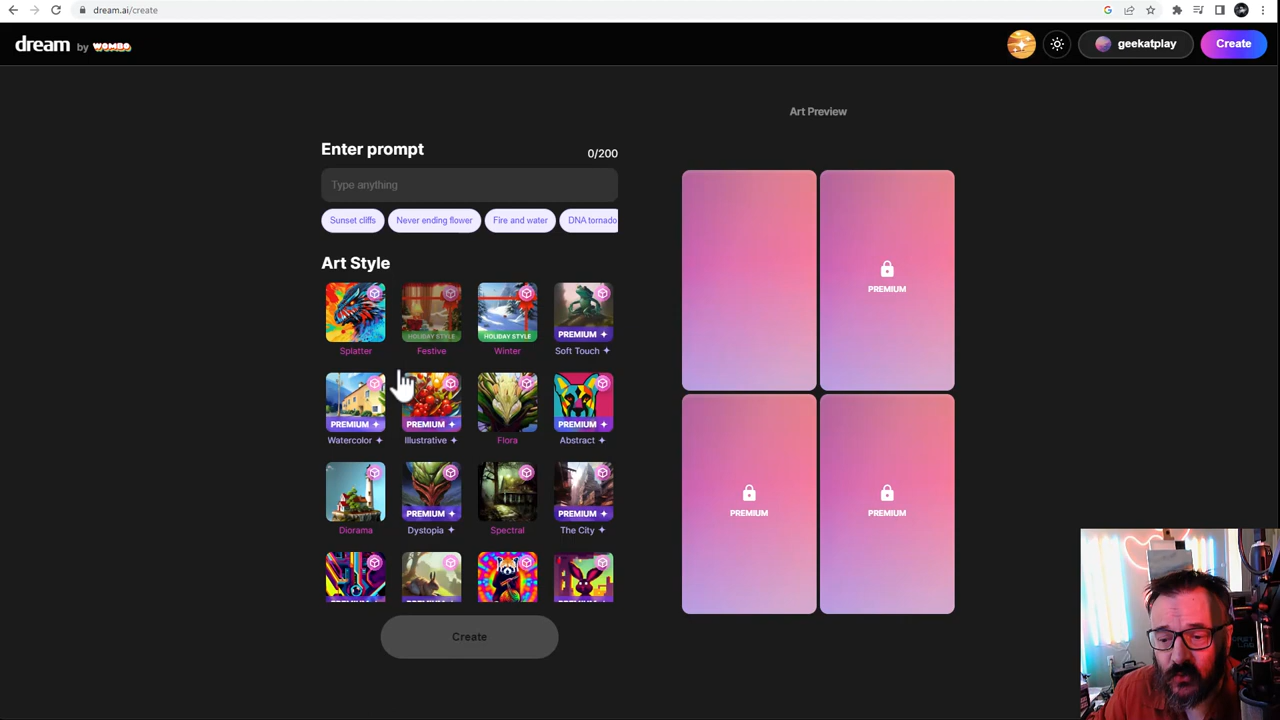 dream.ai/create
dream by WOMBO
geekatplay
Create
Art Preview
Enter prompt
0/200
Type anything
Sunset cliffs
Never ending flower
Fire and water
DNA tornado
Art Style
HOLIDAY STYLE
HOLIDAY STYLE
PREMIUM
Splatter
Festive
Winter
Soft Touch
PREMIUM
PREMIUM
PREMIUM
PREMIUM
Watercolor
Illustrative
Flora
Abstract
PREMIUM
PREMIUM
PREMIUM
PREMIUM
Diorama
Dystopia
Spectral
The City
Create